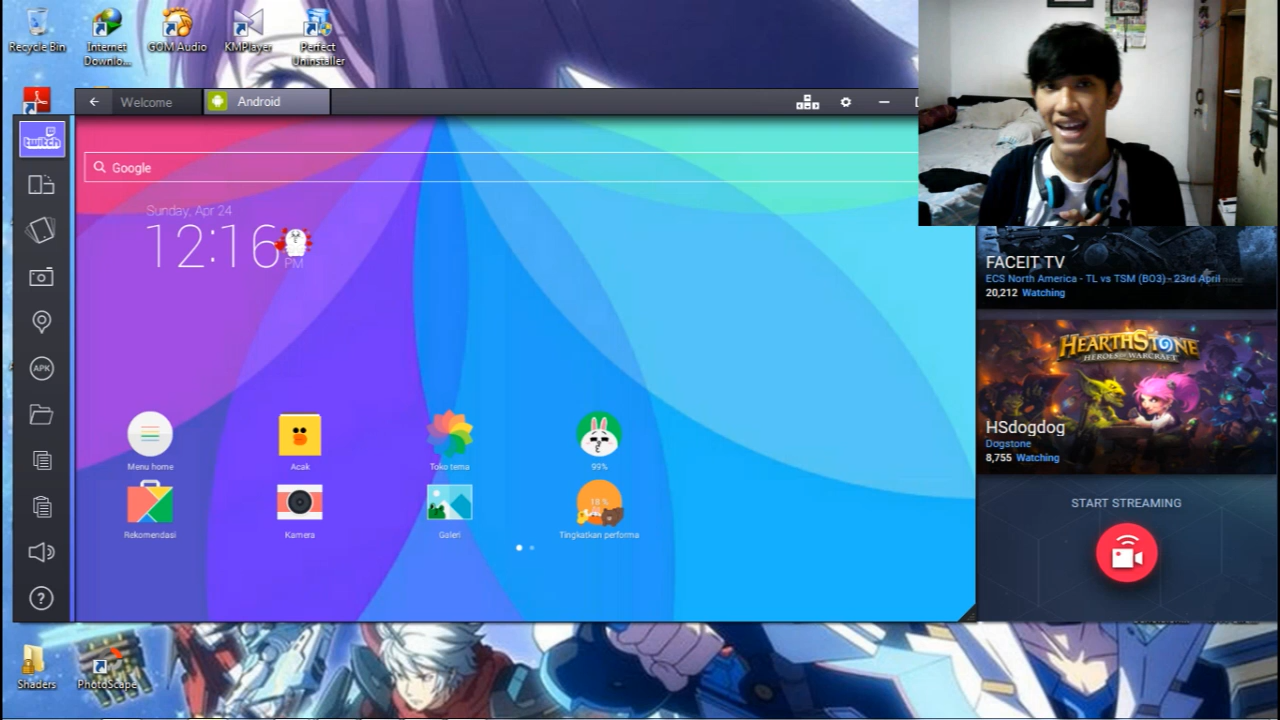 Recycle Bin
Internet
Downlo...
GOM Audio
KMPlayer
Perfect
Uninstaller
Welcome
Android
twitch
Google
Sunday, Apr 24
12:16
PM
APK
Menu home
Acak
Toko tema
99%
Rekomendasi
Kamera
Galeri
18 %
Tingkatkan performa
?
FACEIT TV
ECS North America - TL vs TSM (BO3) - 23rd April
20,212 Watching
HEARTHSTONE
HEROES OF WARCRAFT
HSdogdog
Dogstone
8,755 Watching
START STREAMING
Shaders
PhotoScape